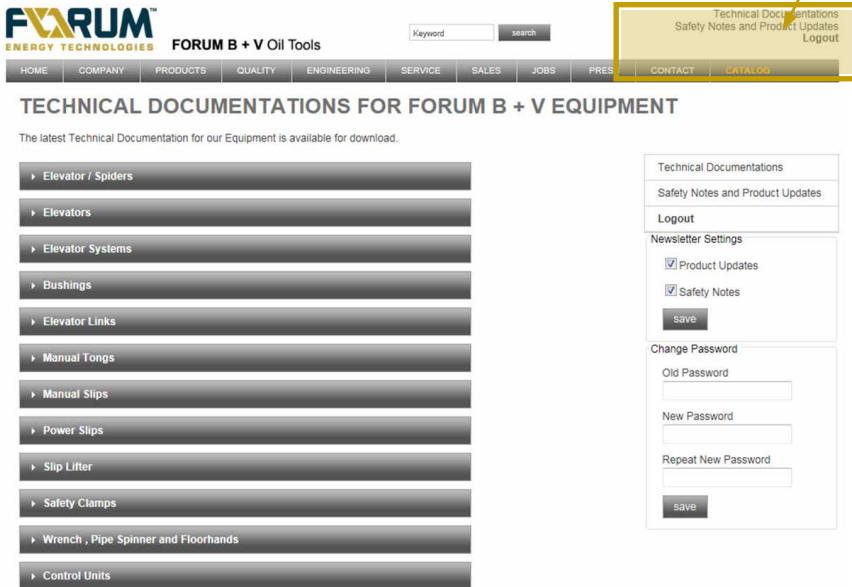 FORUM™
ENERGY TECHNOLOGIES
FORUM B + V Oil Tools
Keyword
search
Technical Documentations
Safety Notes and Product Updates
Logout
HOME COMPANY PRODUCTS QUALITY ENGINEERING SERVICE SALES JOBS PRES CONTACT CATALOG
TECHNICAL DOCUMENTATIONS FOR FORUM B + V EQUIPMENT
The latest Technical Documentation for our Equipment is available for download.
Elevator / Spiders
Elevators
Elevator Systems
Bushings
Elevator Links
Manual Tongs
Manual Slips
Power Slips
Slip Lifter
Safety Clamps
Wrench , Pipe Spinner and Floorhands
Control Units
Technical Documentations
Safety Notes and Product Updates
Logout
Newsletter Settings
Product Updates
Safety Notes
save
Change Password
Old Password
New Password
Repeat New Password
save